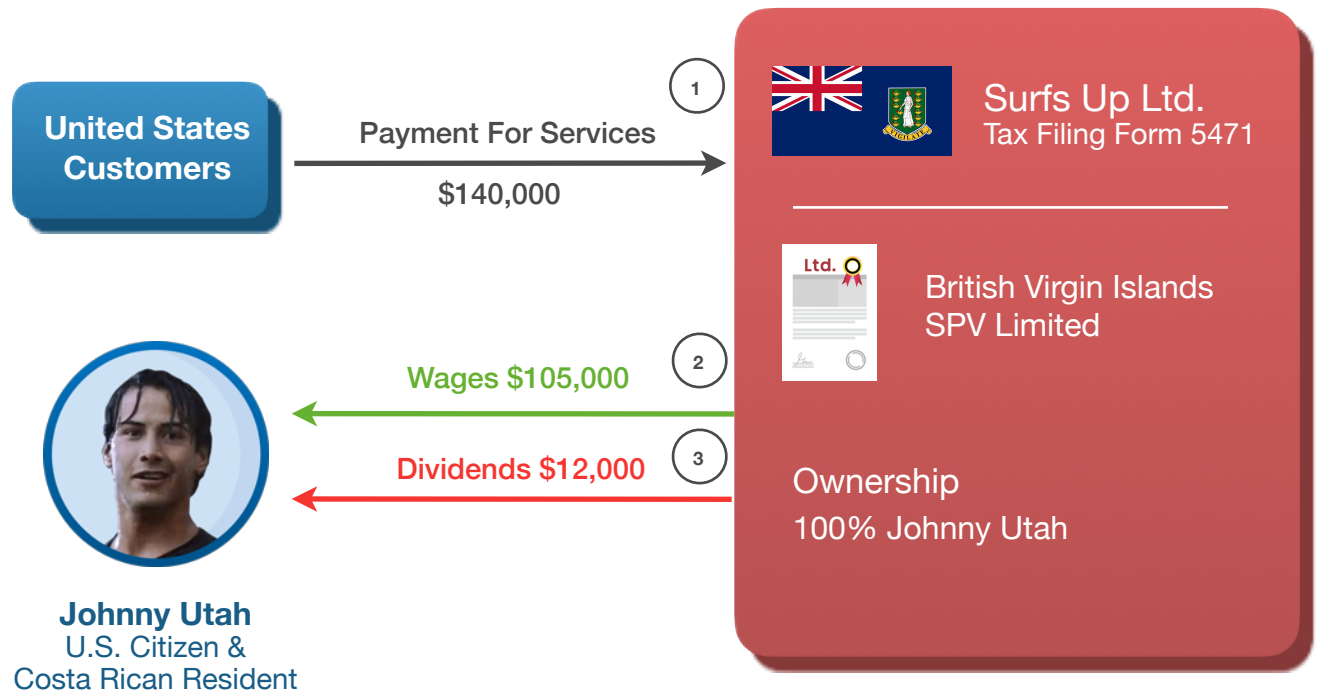 United States
Customers
1
Payment For Services
$140,000
Surfs Up Ltd.
Tax Filing Form 5471
VIGILATE
Ltd.
British Virgin Islands
SPV Limited
2
Wages $105,000
3
Dividends $12,000
Ownership
100% Johnny Utah
Johnny Utah
U.S. Citizen &
Costa Rican Resident